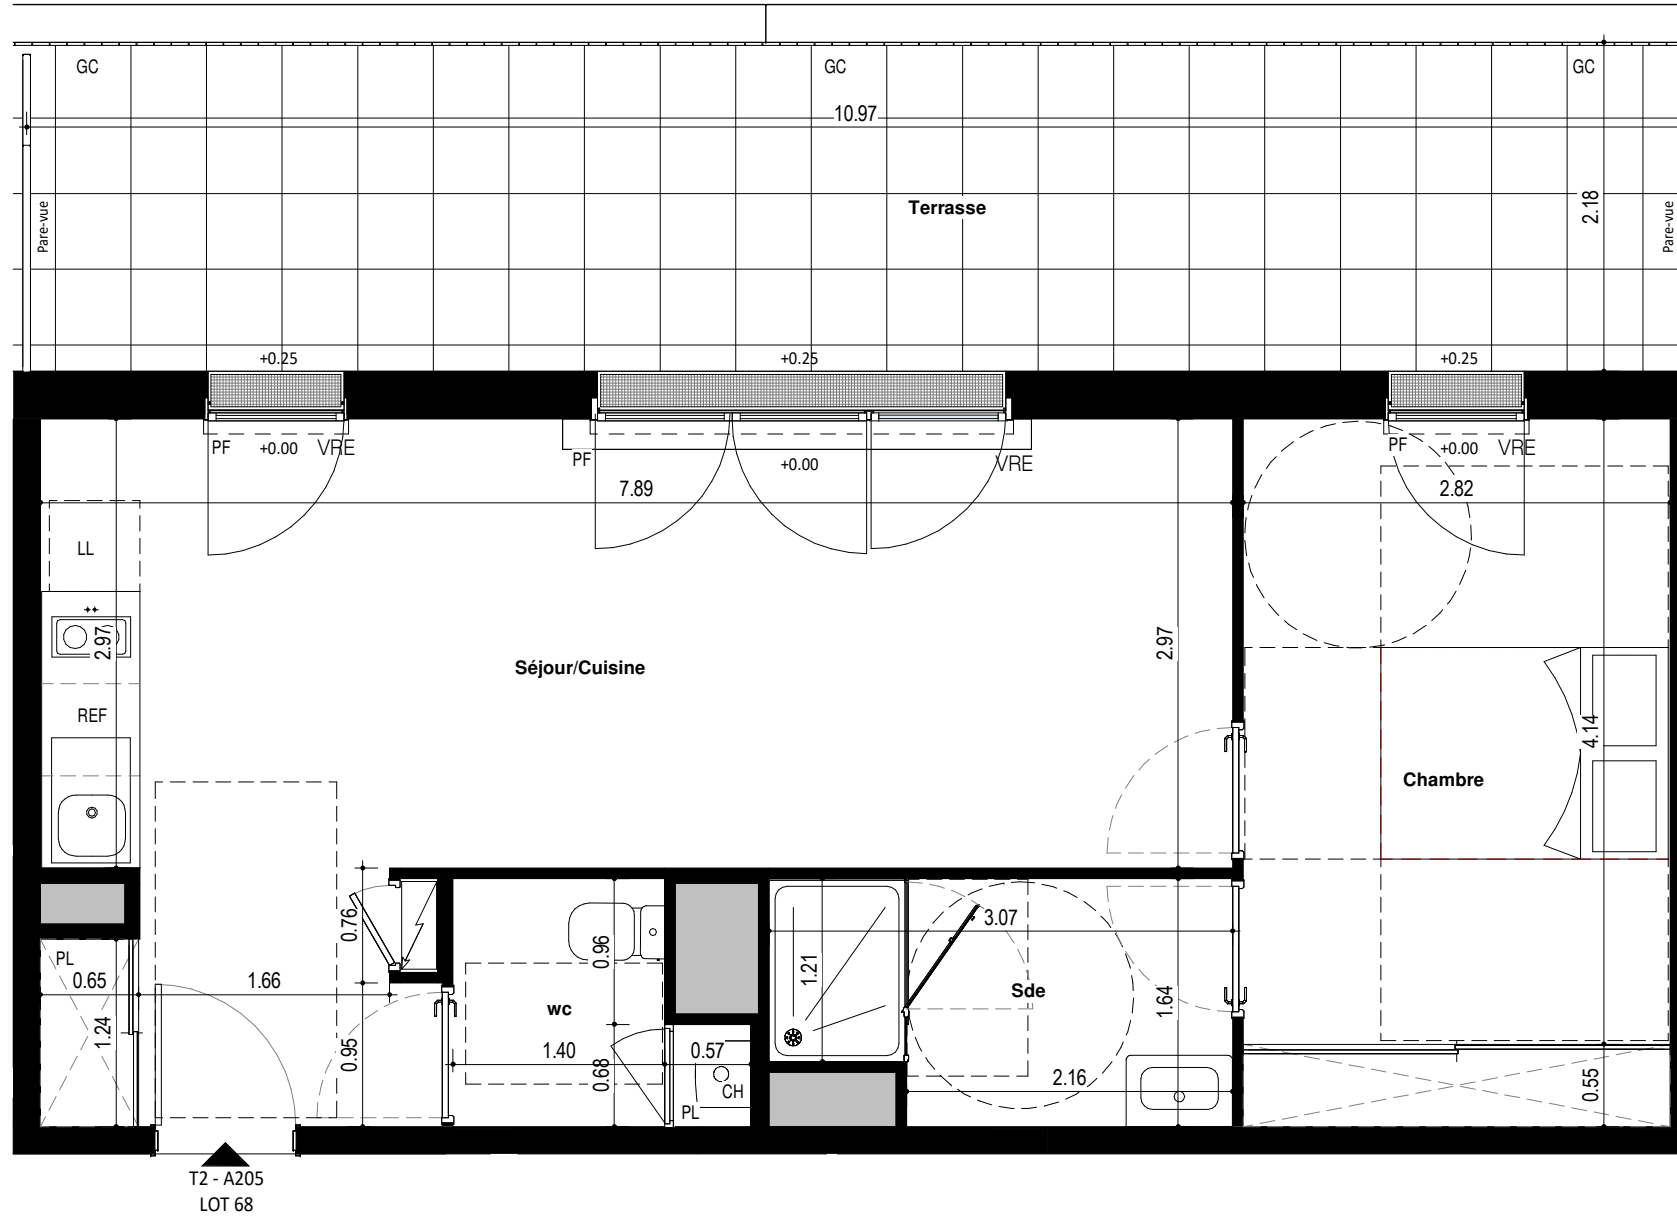 GC
GC
GC
10.97
Pare-vue
Terrasse
2.18
Pare-vue
+0.25
+0.25
+0.25
PF
+0.00
VRE
PF
+0.00
VRE
PF
+0.00
VRE
7.89
2.82
LL
2.97
2.97
Séjour/Cuisine
REF
4.14
Chambre
0.76
0.96
3.07
1.21
PL
0.65
1.66
wc
Sde
1.64
1.24
0.95
1.40
0.68
0.57
CH
PL
2.16
0.55
T2 - A205
LOT 68